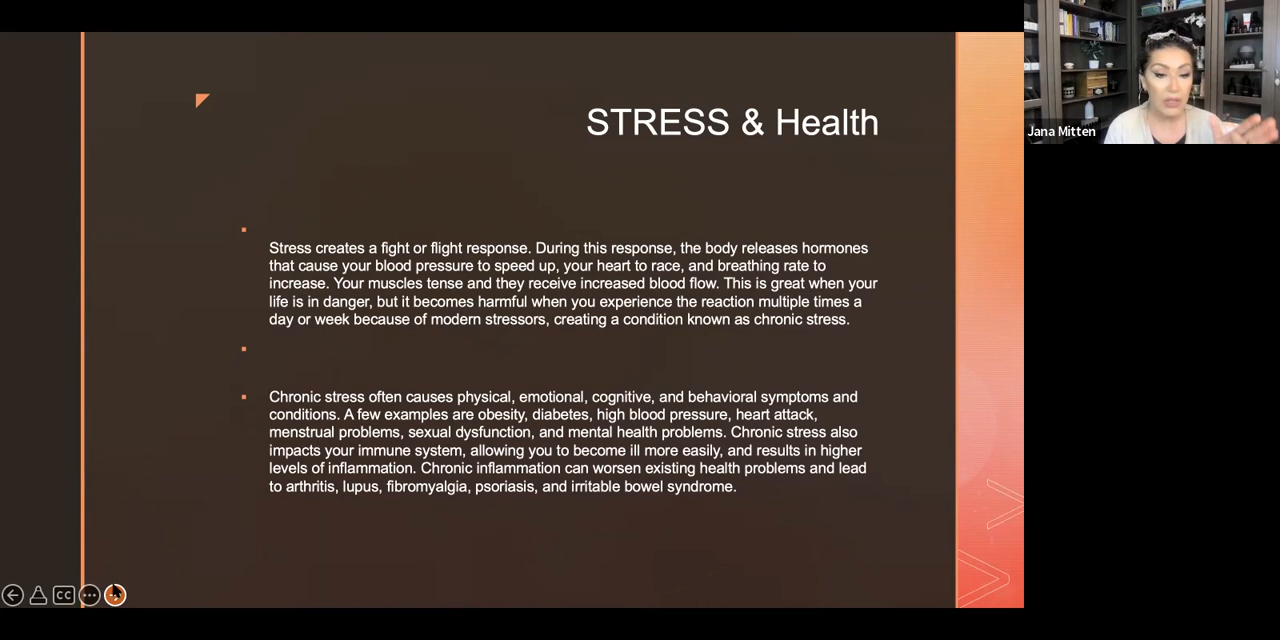 STRESS & Health
Stress creates a fight or flight response. During this response, the body releases hormones
that cause your blood pressure to speed up, your heart to race, and breathing rate to
increase. Your muscles tense and they receive increased blood flow. This is great when your
life is in danger, but it becomes harmful when you experience the reaction multiple times a
day or week because of modern stressors, creating a condition known as chronic stress.
Chronic stress often causes physical, emotional, cognitive, and behavioral symptoms and
conditions. A few examples are obesity, diabetes, high blood pressure, heart attack,
menstrual problems, sexual dysfunction, and mental health problems. Chronic stress also
impacts your immune system, allowing you to become ill more easily, and results in higher
levels of inflammation. Chronic inflammation can worsen existing health problems and lead
to arthritis, lupus, fibromyalgia, psoriasis, and irritable bowel syndrome.
Jana Mitten
CC